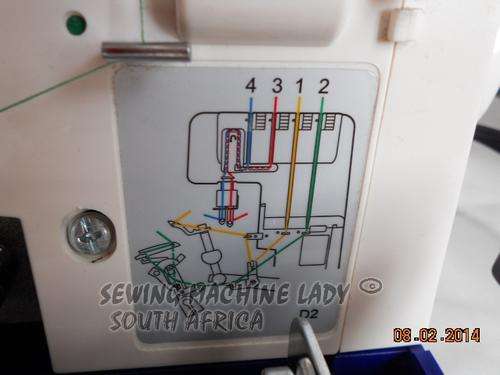 4 3 1 2
SEWING MACHINE LADY ©
SOUTH AFRICA
D2
08.02.2014